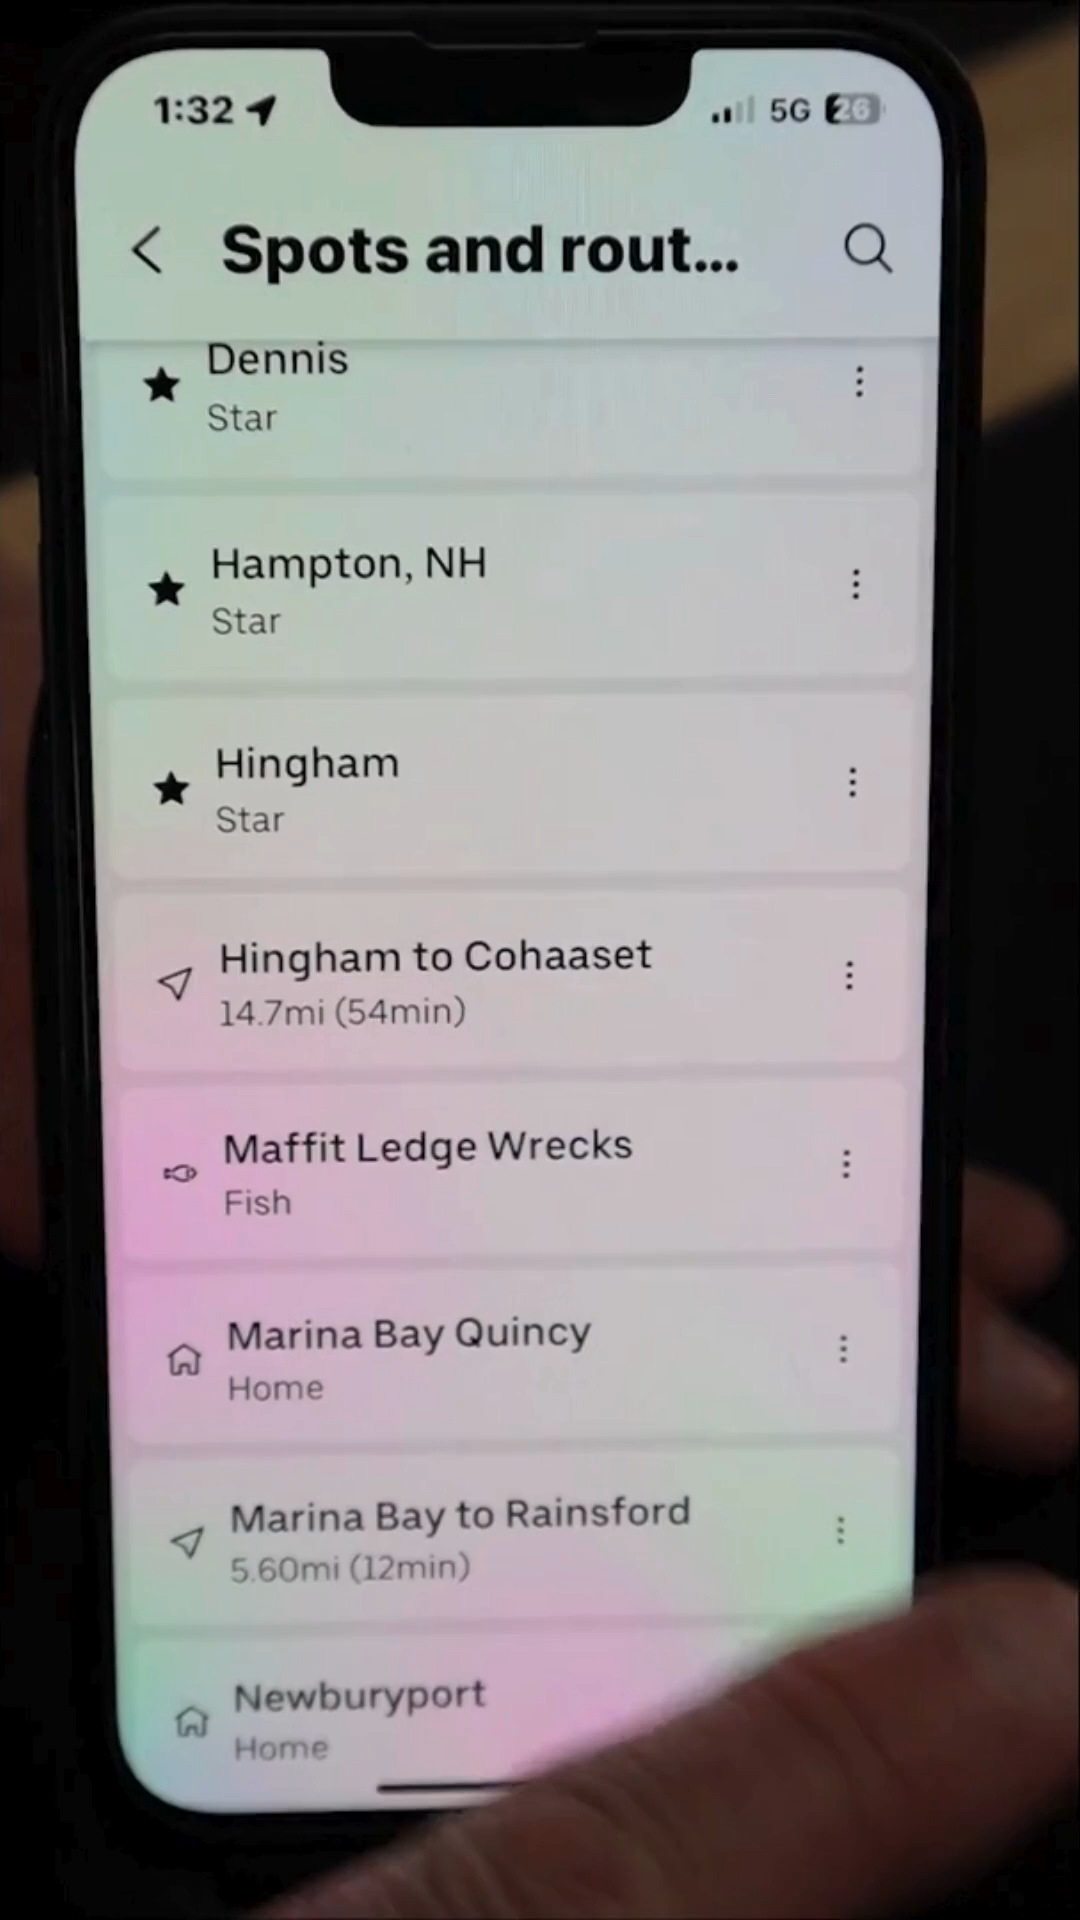 1:32 5G 26
Spots and rout...
Dennis
Star
Hampton, NH
Star
Hingham
Star
Hingham to Cohaaset
14.7mi (54min)
Maffit Ledge Wrecks
Fish
Marina Bay Quincy
Home
Marina Bay to Rainsford
5.60mi (12min)
Newburyport
Home